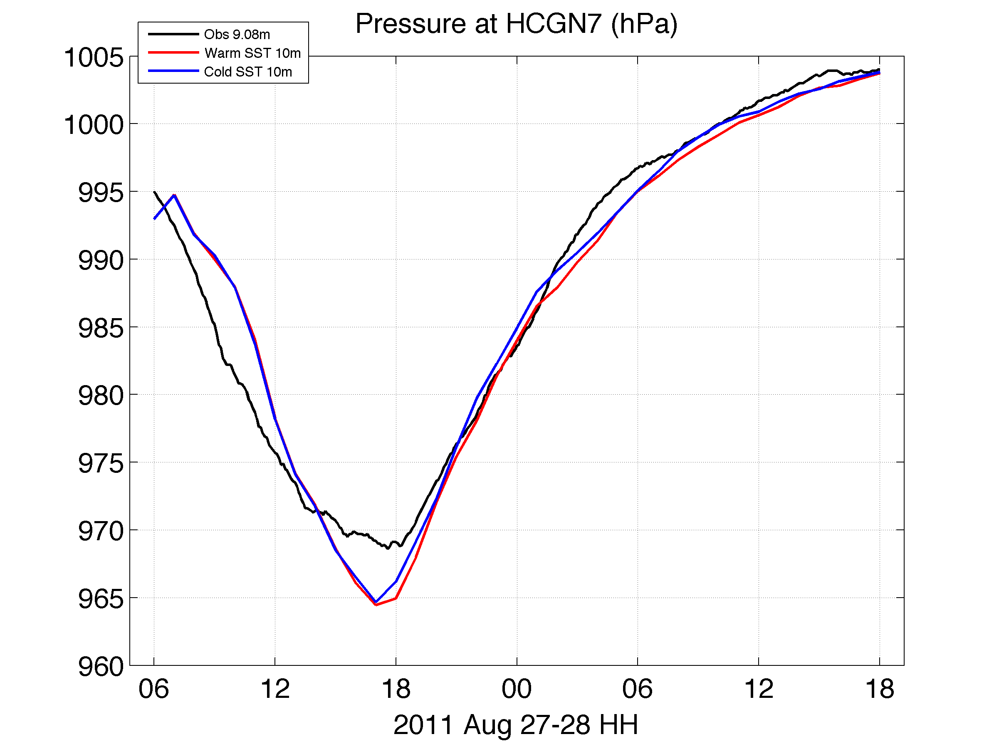 Pressure at HCGN7 (hPa)
Obs 9.08m
Warm SST 10m
Cold SST 10m
1005
1000
995
990
985
980
975
970
965
960
06 12 18 00 06 12 18
2011 Aug 27-28 HH